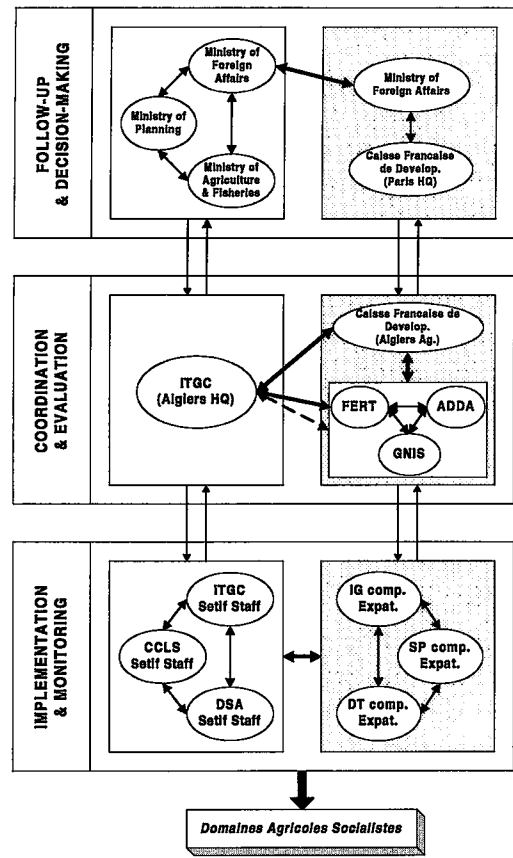 FOLLOW-UP
& DECISION-MAKING
Ministry of
Foreign
Affairs
Ministry of
Planning
Ministry of
Agriculture
& Fisheries
Ministry of
Foreign Affairs
Caisse Francaise
de Develop.
(Paris HQ)
COORDINATION
& EVALUATION
ITGC
(Algiers HQ)
Caisse Francaise de
Develop.
(Algiers Ag.)
FERT
ADDA
GNIS
IMPLEMENTATION
& MONITORING
ITGC
Setif Staff
CCLS
Setif Staff
DSA
Setif Staff
IG comp.
Expat.
SP comp.
Expat.
DT comp.
Expat.
Domaines Agricoles Socialistes